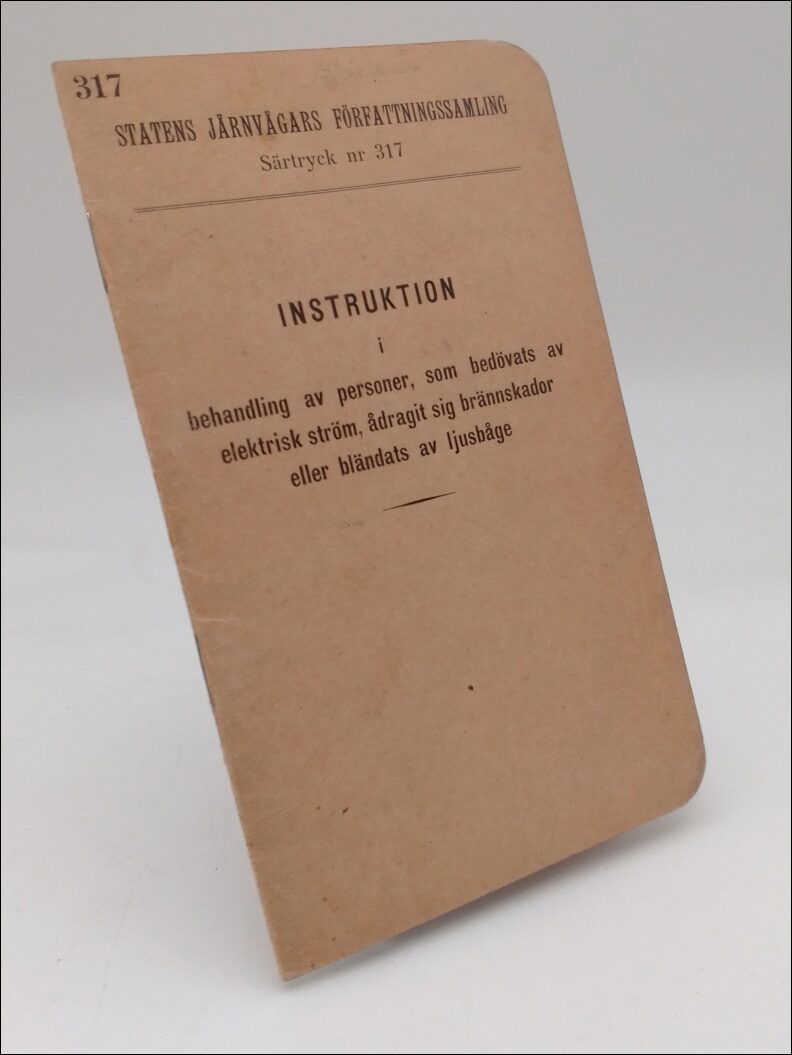 317
STATENS JÄRNVÄGARS FÖRFATTNINGSSAMLING
Särtryck nr 317
INSTRUKTION
i
behandling av personer, som bedövats av
elektrisk ström, ådragit sig brännskador
eller bländats av ljusbåge